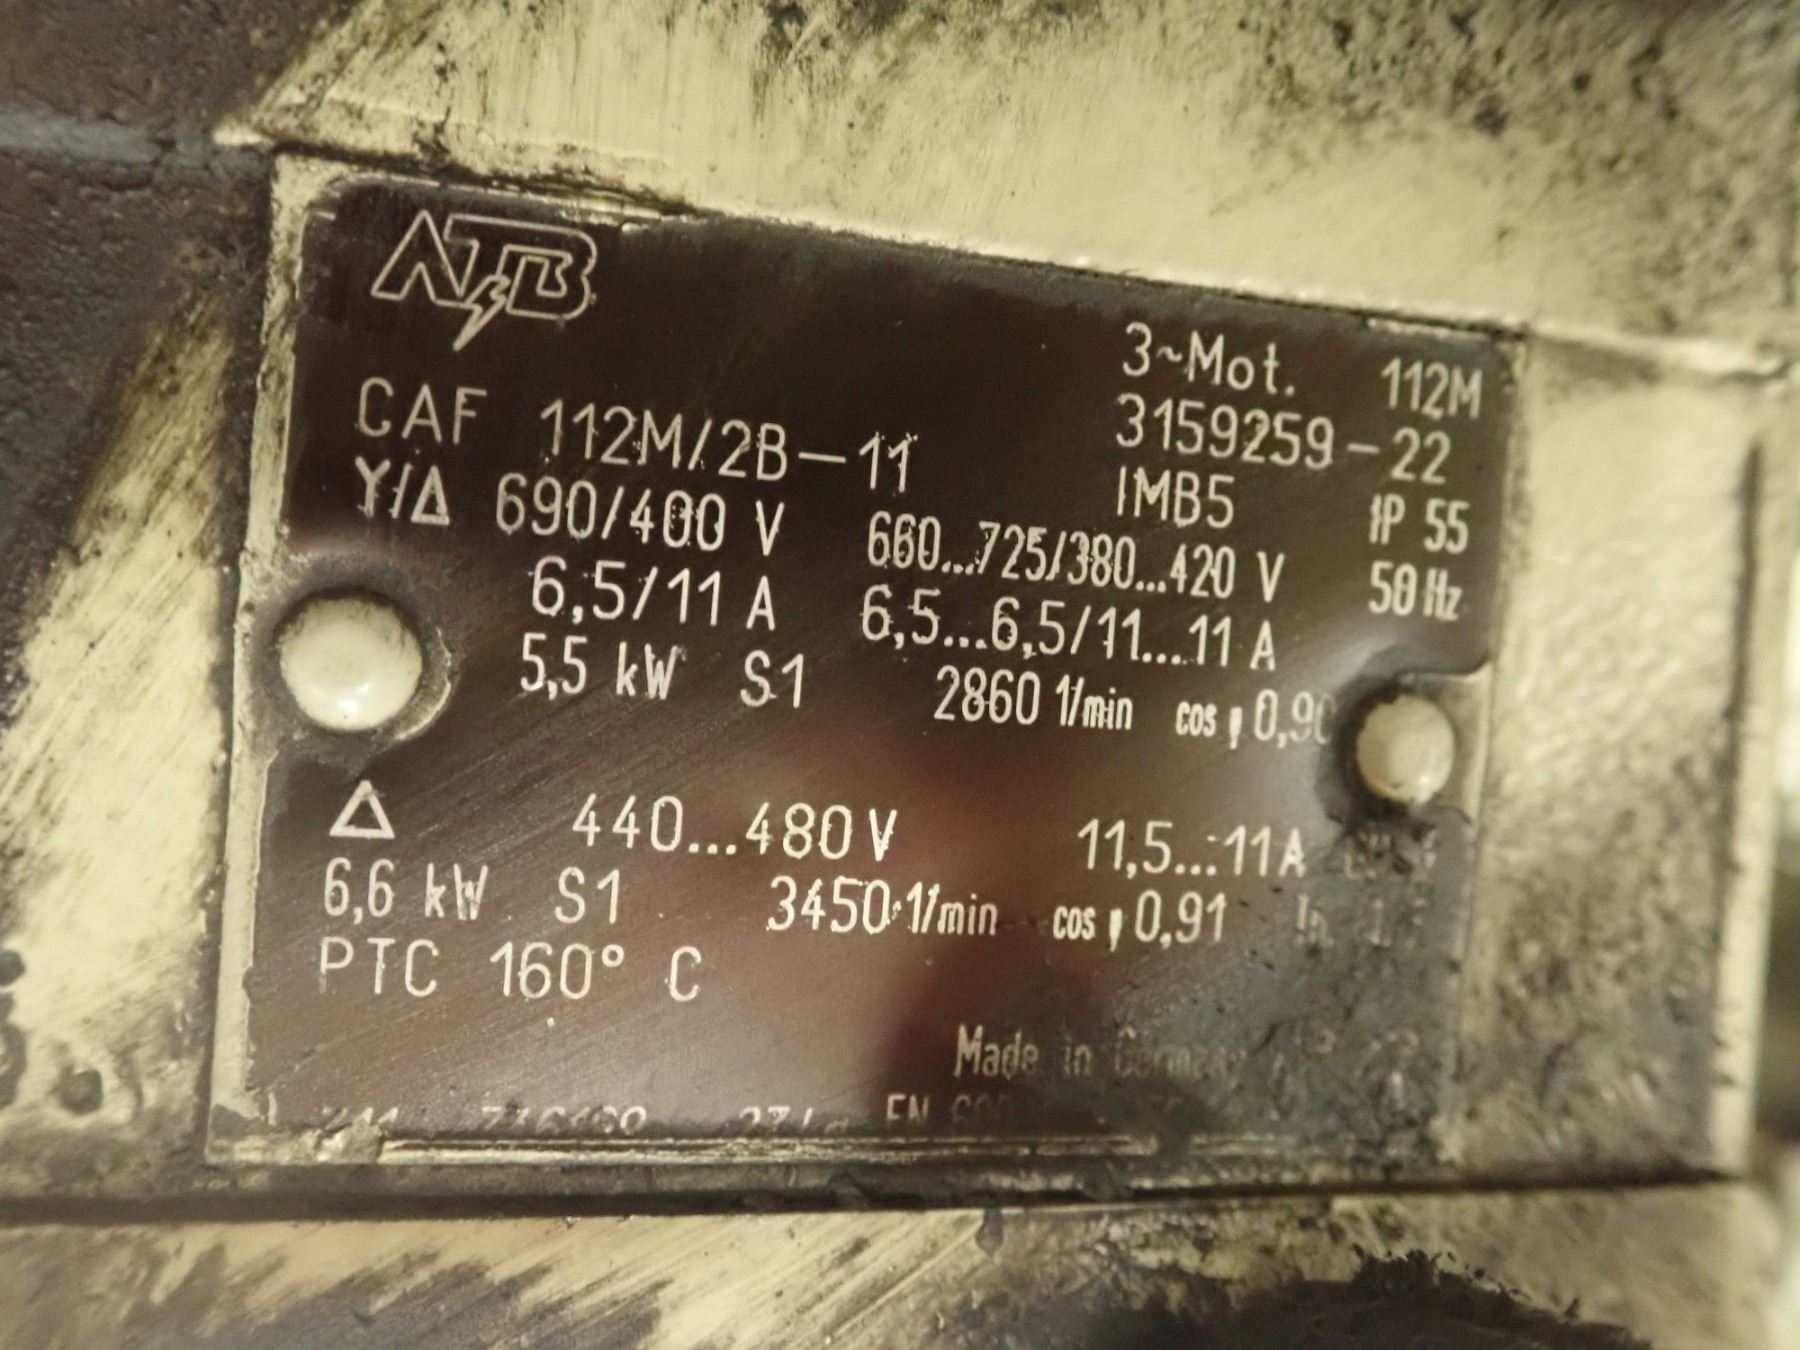 ATB
3~Mot. 112M
CAF 112M/2B-11 3159259-22
IMB5 IP 55
Y/Δ 690/400 V 660...725/380...420 V 50 Hz
6,5/11 A 6,5...6,5/11...11 A
5,5 kW S1 2860 1/min cos φ 0,90
Δ 440...480 V 11,5...11 A
6,6 kW S1 3450 1/min cos φ 0,91
PTC 160° C
Made in Germany
EN